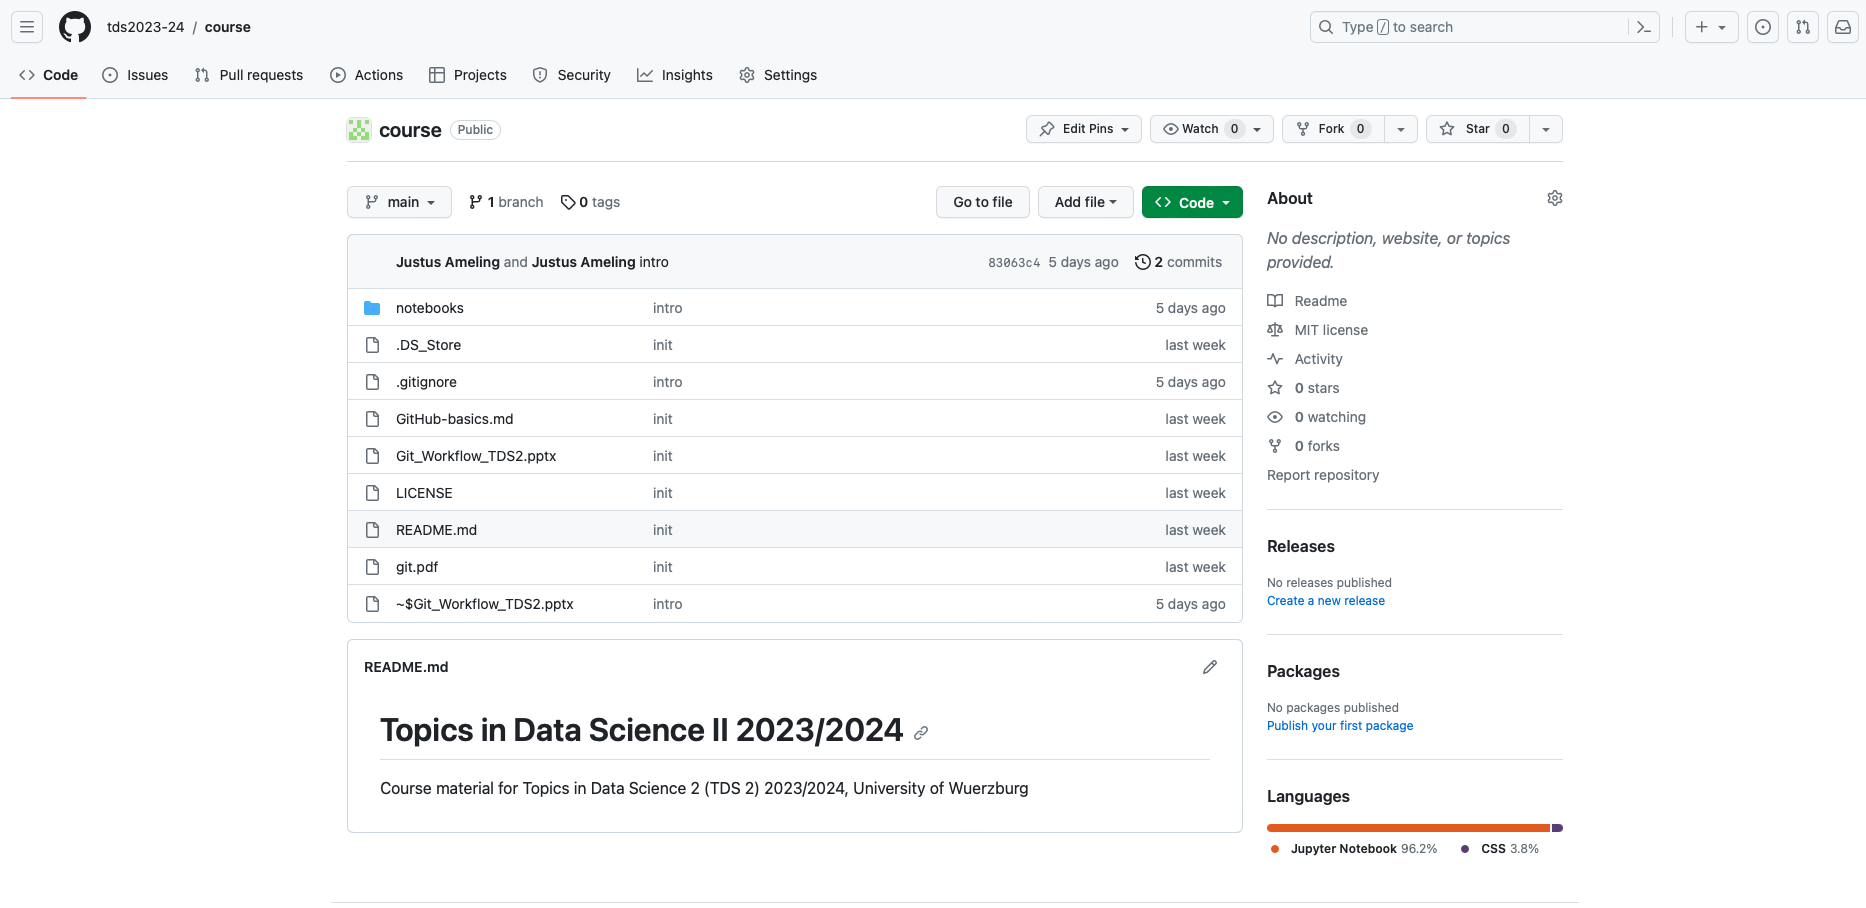 tds2023-24 / course
Type / to search
Code Issues Pull requests Actions Projects Security Insights Settings
course Public
Edit Pins Watch 0 Fork 0 Star 0
main 1 branch 0 tags
Go to file Add file Code
Justus Ameling and Justus Ameling intro 83063c4 5 days ago 2 commits
notebooks intro 5 days ago
.DS_Store init last week
.gitignore intro 5 days ago
GitHub-basics.md init last week
Git_Workflow_TDS2.pptx init last week
LICENSE init last week
README.md init last week
git.pdf init last week
~$Git_Workflow_TDS2.pptx intro 5 days ago
README.md
Topics in Data Science II 2023/2024
Course material for Topics in Data Science 2 (TDS 2) 2023/2024, University of Wuerzburg
About
No description, website, or topics
provided.
Readme
MIT license
Activity
0 stars
0 watching
0 forks
Report repository
Releases
No releases published
Create a new release
Packages
No packages published
Publish your first package
Languages
Jupyter Notebook 96.2% CSS 3.8%